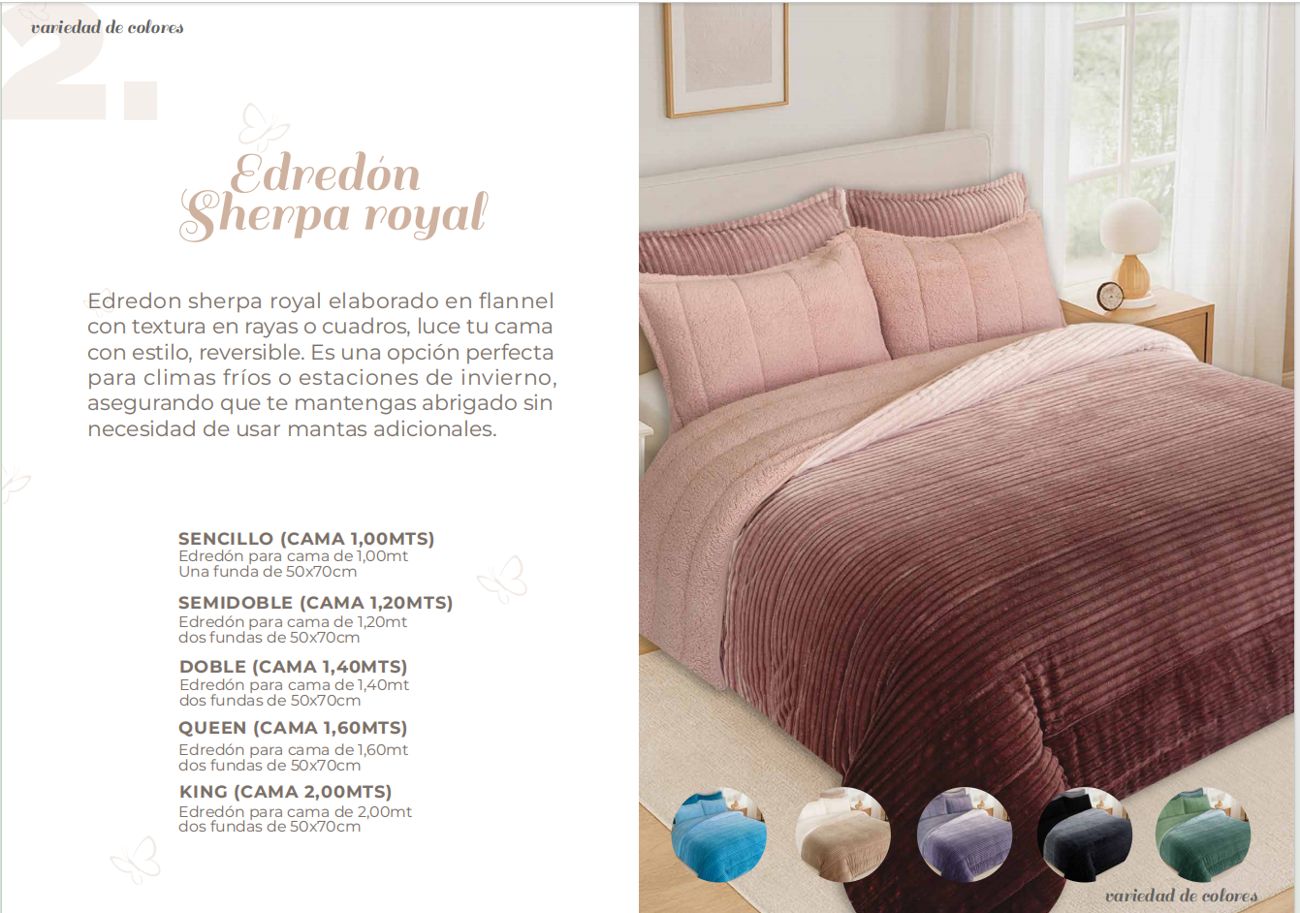 variedad de colores
2.
Edredón
Sherpa royal
Edredon sherpa royal elaborado en flannel
con textura en rayas o cuadros, luce tu cama
con estilo, reversible. Es una opción perfecta
para climas fríos o estaciones de invierno,
asegurando que te mantengas abrigado sin
necesidad de usar mantas adicionales.
SENCILLO (CAMA 1,00MTS)
Edredón para cama de 1,00mt
Una funda de 50x70cm
SEMIDOBLE (CAMA 1,20MTS)
Edredón para cama de 1,20mt
dos fundas de 50x70cm
DOBLE (CAMA 1,40MTS)
Edredón para cama de 1,40mt
dos fundas de 50x70cm
QUEEN (CAMA 1,60MTS)
Edredón para cama de 1,60mt
dos fundas de 50x70cm
KING (CAMA 2,00MTS)
Edredón para cama de 2,00mt
dos fundas de 50x70cm
variedad de colores